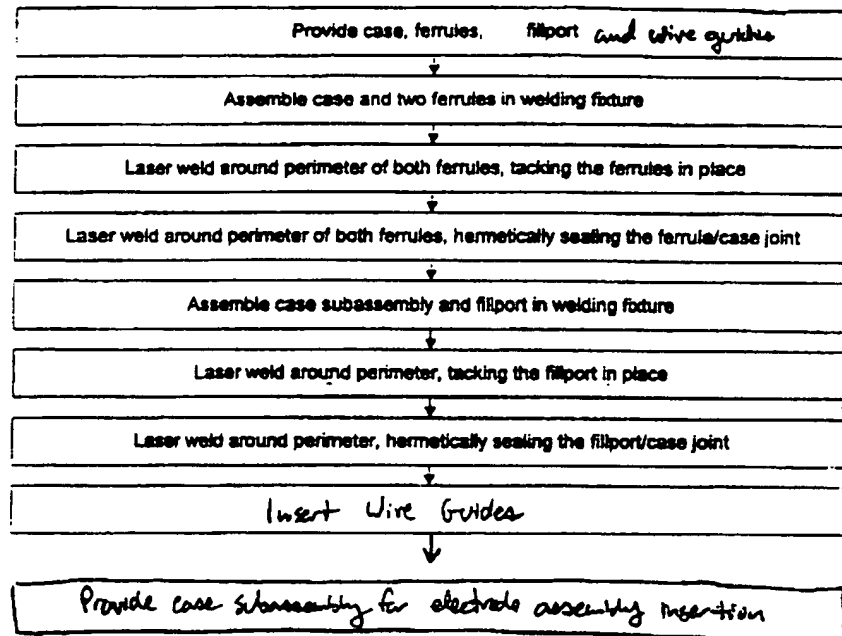 Provide case, ferrules, fillport and wire guides
Assemble case and two ferrules in welding fixture
Laser weld around perimeter of both ferrules, tacking the ferrules in place
Laser weld around perimeter of both ferrules, hermetically sealing the ferrule/case joint
Assemble case subassembly and fillport in welding fixture
Laser weld around perimeter, tacking the fillport in place
Laser weld around perimeter, hermetically sealing the fillport/case joint
Insert Wire Guides
Provide case subassembly for electrode assembly insertion